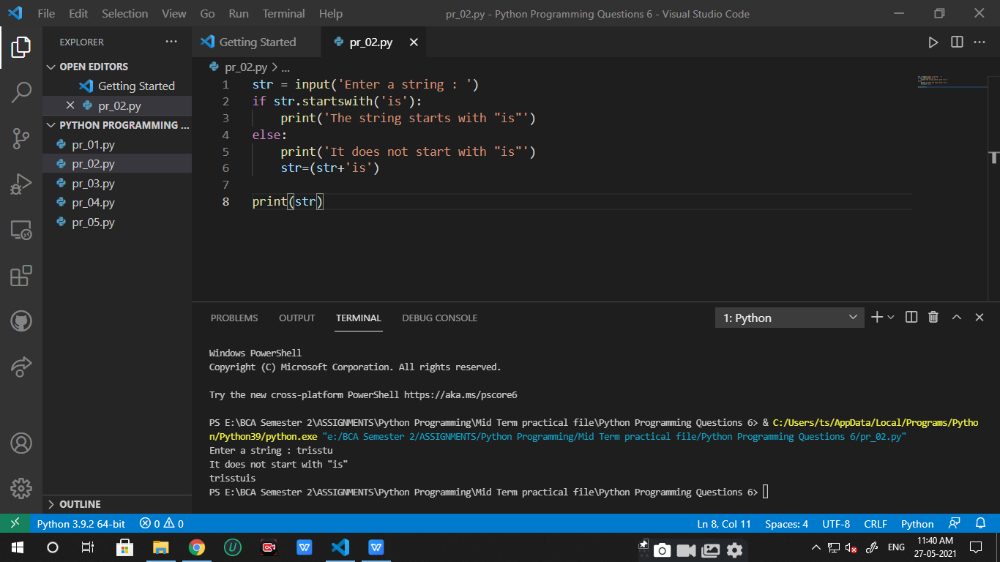 File Edit Selection View Go Run Terminal Help pr_02.py - Python Programming Questions 6 - Visual Studio Code
EXPLORER
Getting Started
pr_02.py
OPEN EDITORS
Getting Started
pr_02.py
PYTHON PROGRAMMING ...
pr_01.py
pr_02.py
pr_03.py
pr_04.py
pr_05.py
OUTLINE
pr_02.py > ...
1 str = input('Enter a string : ')
2 if str.startswith('is'):
3     print('The string starts with "is"')
4 else:
5     print('It does not start with "is"')
6     str=(str+'is')
7
8 print(str)
PROBLEMS OUTPUT TERMINAL DEBUG CONSOLE 1: Python
Windows PowerShell
Copyright (C) Microsoft Corporation. All rights reserved.
Try the new cross-platform PowerShell https://aka.ms/pscore6
PS E:\BCA Semester 2\ASSIGNMENTS\Python Programming\Mid Term practical file\Python Programming Questions 6> & C:/Users/ts/AppData/Local/Programs/Pytho
n/Python39/python.exe "e:/BCA Semester 2/ASSIGNMENTS/Python Programming/Mid Term practical file/Python Programming Questions 6/pr_02.py"
Enter a string : trisstu
It does not start with "is"
trisstuis
PS E:\BCA Semester 2\ASSIGNMENTS\Python Programming\Mid Term practical file\Python Programming Questions 6>
Python 3.9.2 64-bit 0 0 Ln 8, Col 11 Spaces: 4 UTF-8 CRLF Python
ENG 11:40 AM
27-05-2021